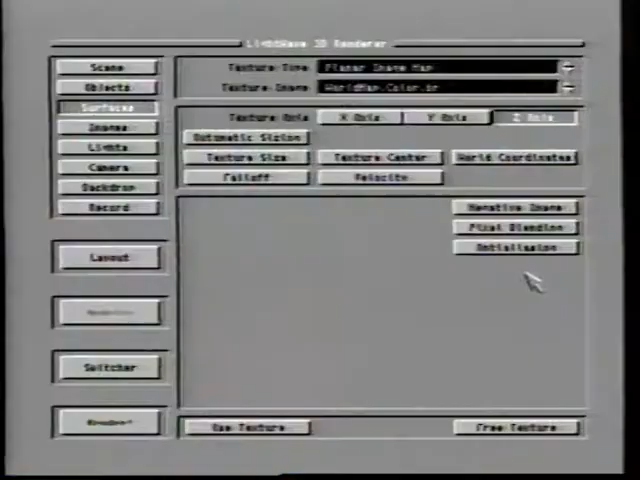 LightWave 3D Renderer
Scene
Objects
Surfaces
Images
Lights
Camera
Backdrop
Record
Layout
Switcher
Texture Type Planar Image Map
Texture Image WorldMap.Color.br
Texture Axis X Axis Y Axis Z Axis
Automatic Sizing
Texture Size Texture Center World Coordinates
Falloff Velocity
Negative Image
Pixel Blending
Antialiasing
Use Texture Free Texture